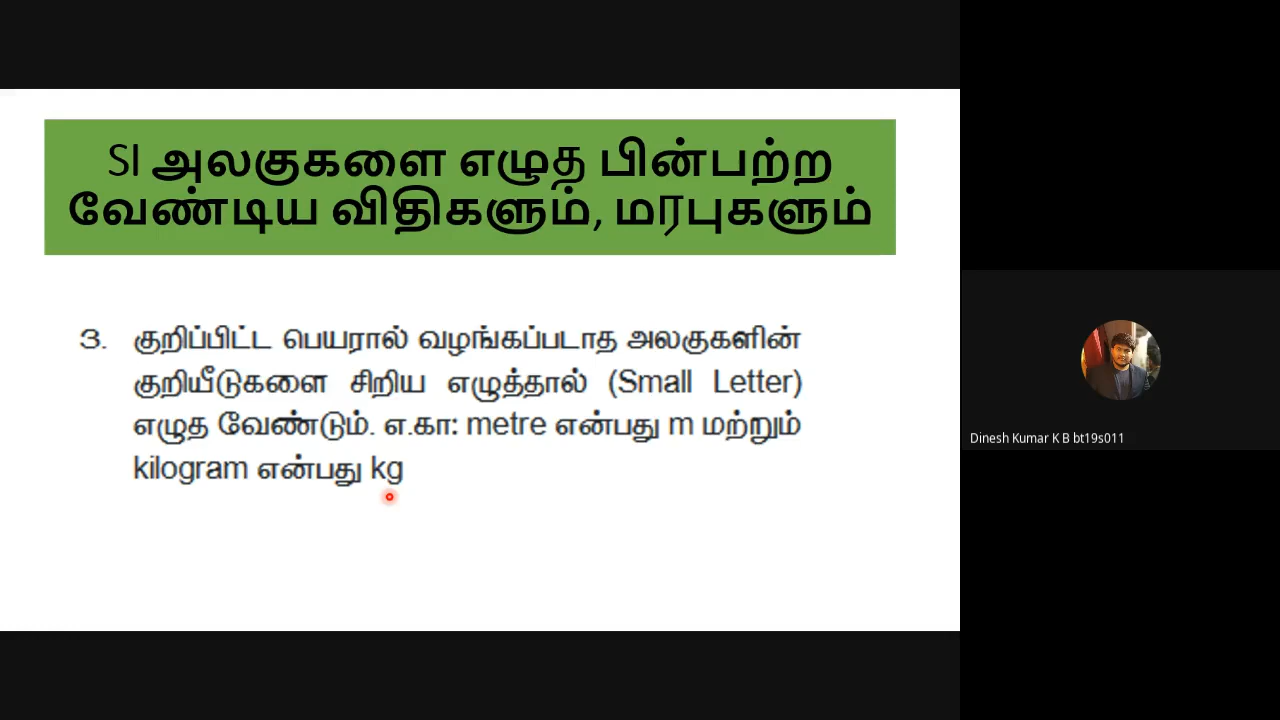 SI அலகுகளை எழுத பின்பற்ற
வேண்டிய விதிகளும், மரபுகளும்
3. குறிப்பிட்ட பெயரால் வழங்கப்படாத அலகுகளின்
குறியீடுகளை சிறிய எழுத்தால் (Small Letter)
எழுத வேண்டும். எ.கா: metre என்பது m மற்றும்
kilogram என்பது kg
Dinesh Kumar K B bt19s011